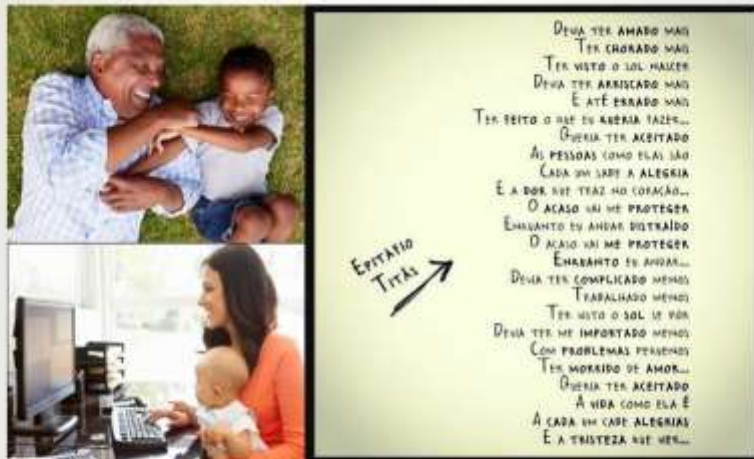 DEVIA TER AMADO MAIS
TER CHORADO MAIS
TER VISTO O SOL NASCER
DEVIA TER ARRISCADO MAIS
E ATÉ ERRADO MAIS
TER FEITO O QUE EU QUERIA FAZER...
QUERIA TER ACEITADO
AS PESSOAS COMO ELAS SÃO
CADA UM SABE A ALEGRIA
E A DOR QUE TRAZ NO CORAÇÃO...
O ACASO VAI ME PROTEGER
ENQUANTO EU ANDAR DISTRAÍDO
O ACASO VAI ME PROTEGER
ENQUANTO EU ANDAR...
DEVIA TER COMPLICADO MENOS
TRABALHADO MENOS
TER VISTO O SOL SE PÔR
DEVIA TER ME IMPORTADO MENOS
COM PROBLEMAS PEQUENOS
TER MORRIDO DE AMOR...
QUERIA TER ACEITADO
A VIDA COMO ELA É
A CADA UM CABE ALEGRIAS
E A TRISTEZA QUE VIER...
EPITÁFIO
TITÃS